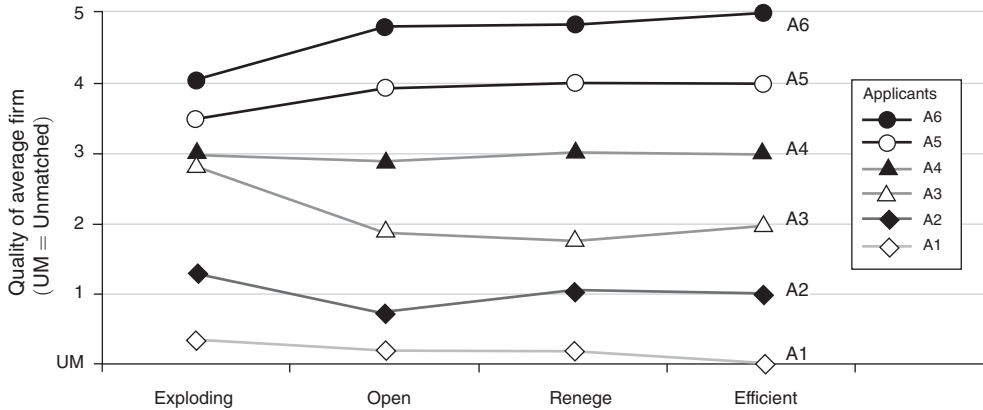 Quality of average firm
(UM = Unmatched)
5
4
3
2
1
UM
A6
A5
A4
A3
A2
A1
Applicants
A6
A5
A4
A3
A2
A1
Exploding
Open
Renege
Efficient